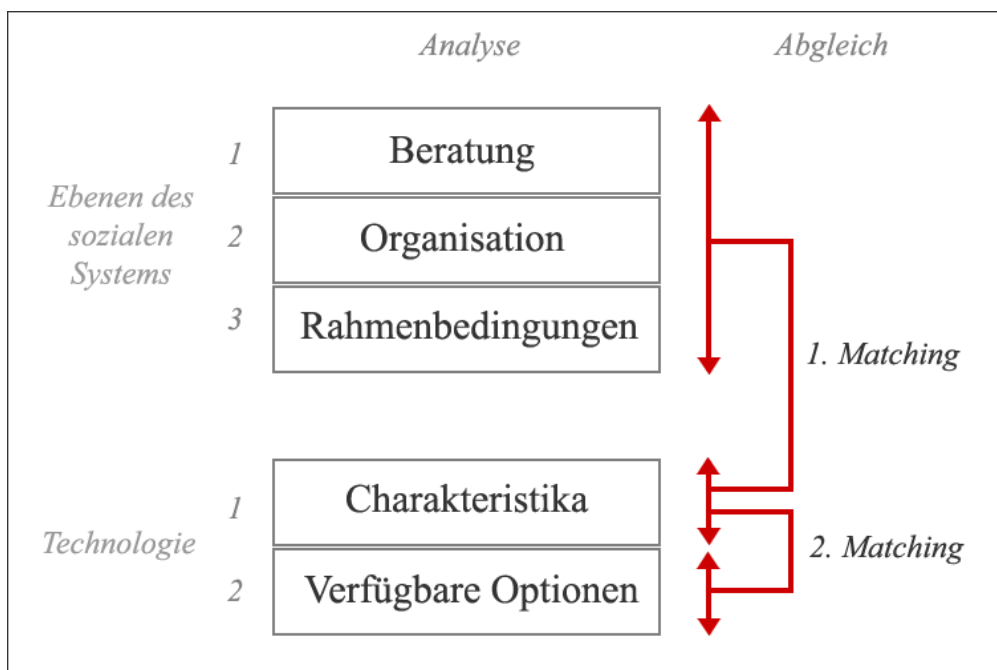 Analyse
Abgleich
1
Beratung
Ebenen des
sozialen
Systems
2
Organisation
3
Rahmenbedingungen
1. Matching
1
Charakteristika
Technologie
2. Matching
2
Verfügbare Optionen